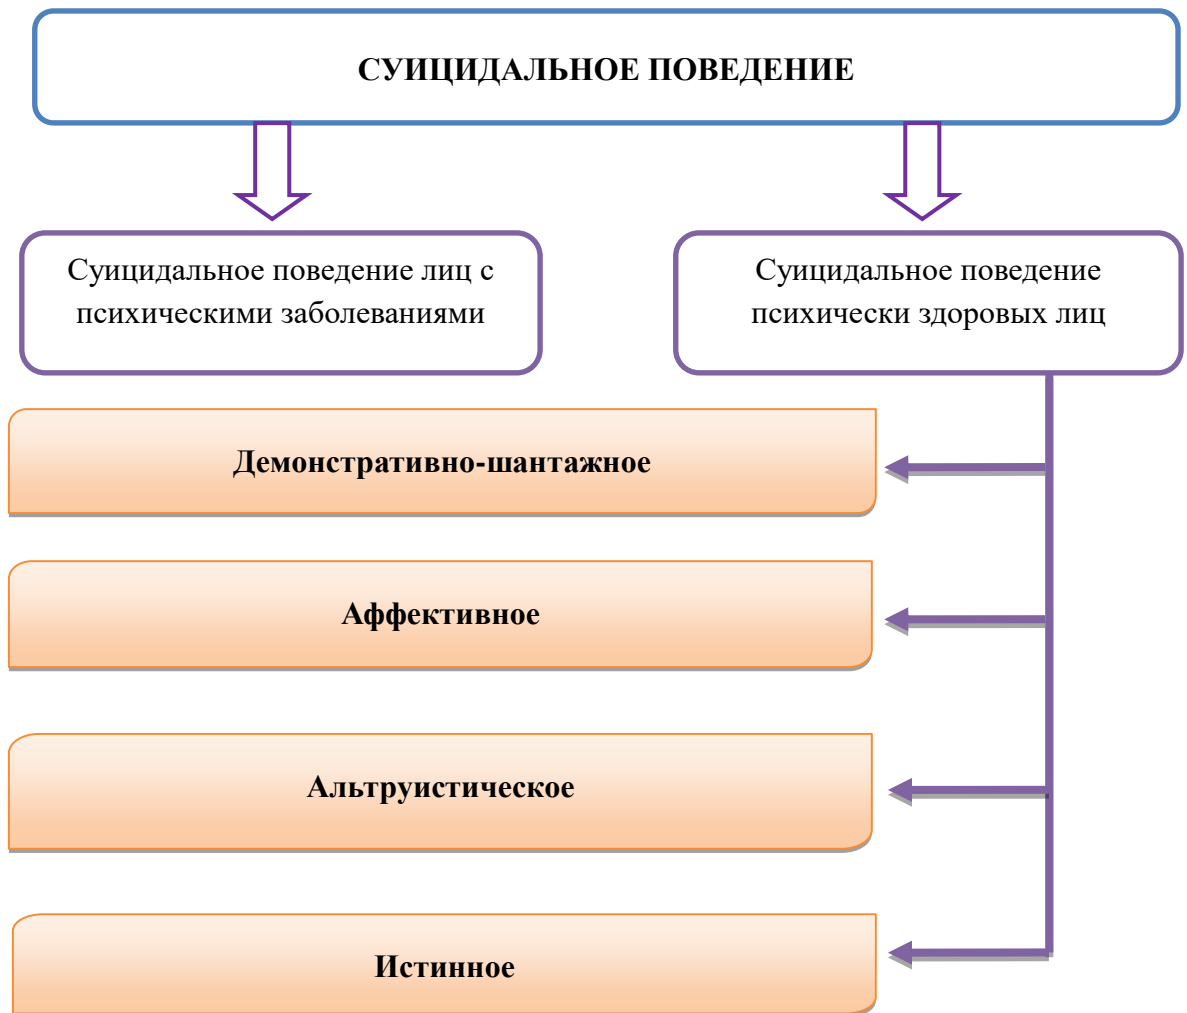 СУИЦИДАЛЬНОЕ ПОВЕДЕНИЕ
Суицидальное поведение лиц с
психическими заболеваниями
Суицидальное поведение
психически здоровых лиц
Демонстративно-шантажное
Аффективное
Альтруистическое
Истинное